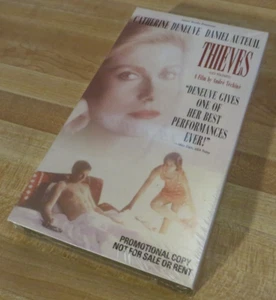 CATHERINE DENEUVE DANIEL AUTEUIL
THIEVES
A Film by André Téchiné
"DENEUVE GIVES
ONE OF
HER BEST
PERFORMANCES
EVER!"
PROMOTIONAL COPY
NOT FOR SALE OR RENT